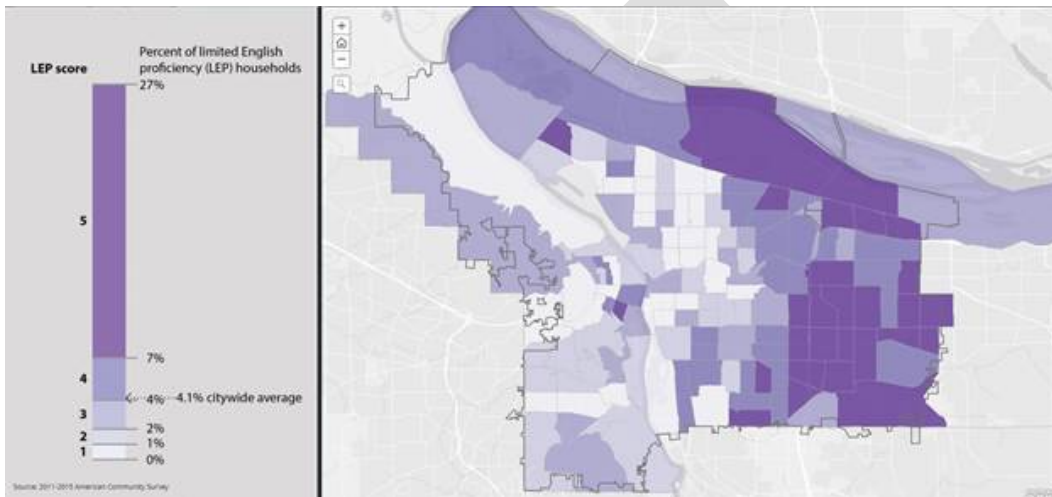 LEP score
Percent of limited English
proficiency (LEP) households
27%
5
7%
4
4%
4.1% citywide average
3
2%
2
1%
1
0%
Source: 2011-2015 American Community Survey
+
−